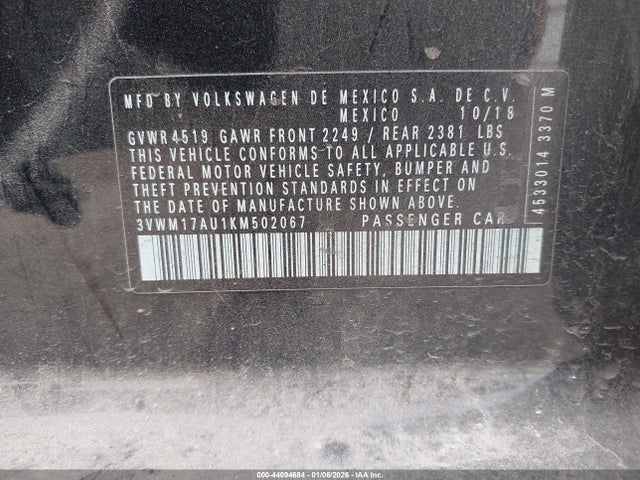 MFD BY VOLKSWAGEN DE MEXICO S.A. DE C.V.
MEXICO 10/18
GVWR 4519 GAWR FRONT 2249 / REAR 2381 LBS
THIS VEHICLE CONFORMS TO ALL APPLICABLE U.S.
FEDERAL MOTOR VEHICLE SAFETY, BUMPER AND
THEFT PREVENTION STANDARDS IN EFFECT ON
THE DATE OF MANUFACTURE SHOWN ABOVE.
3VWM17AU1KM502067 PASSENGER CAR
4533014 3370 M
000-44094684 - 01/06/2026 - IAA Inc.